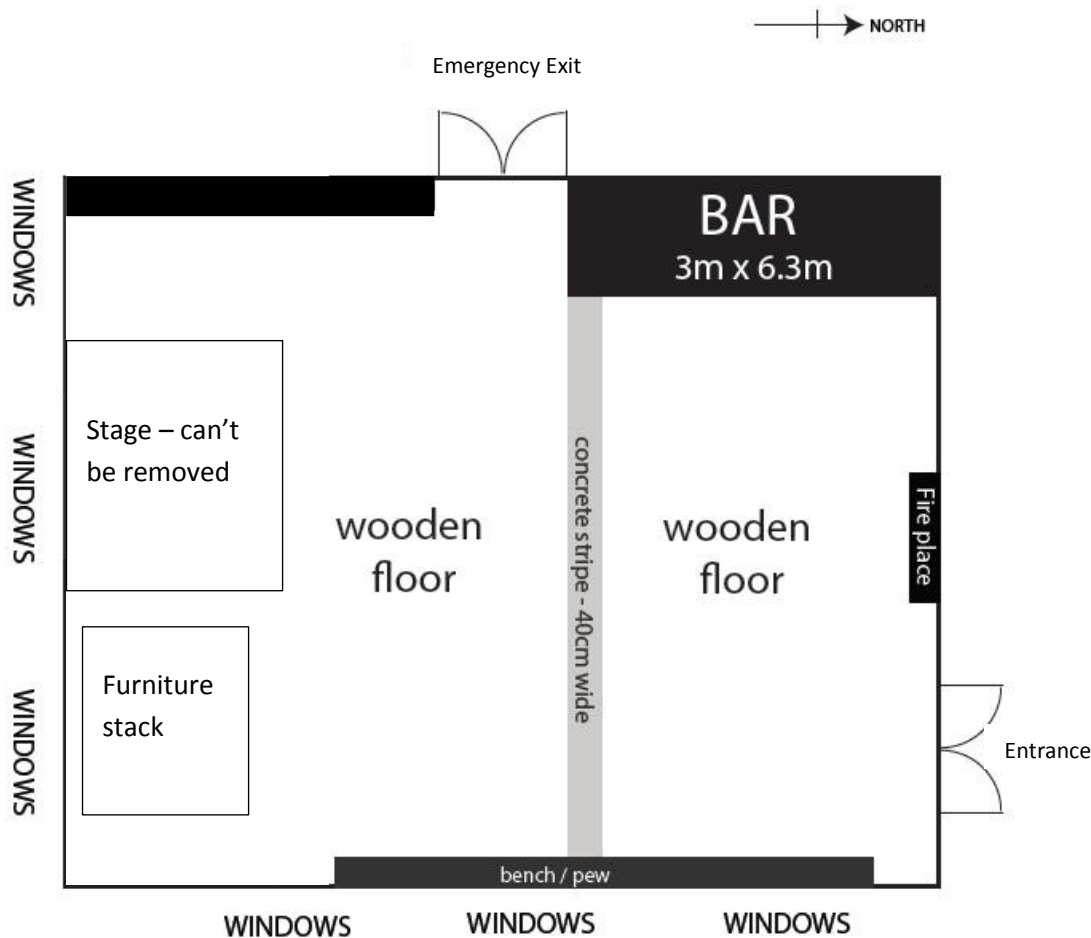 NORTH
Emergency Exit
WINDOWS
BAR
3m x 6.3m
Stage – can’t
be removed
WINDOWS
wooden
floor
concrete stripe - 40cm wide
wooden
floor
Fire place
Furniture
stack
WINDOWS
Entrance
bench / pew
WINDOWS
WINDOWS
WINDOWS